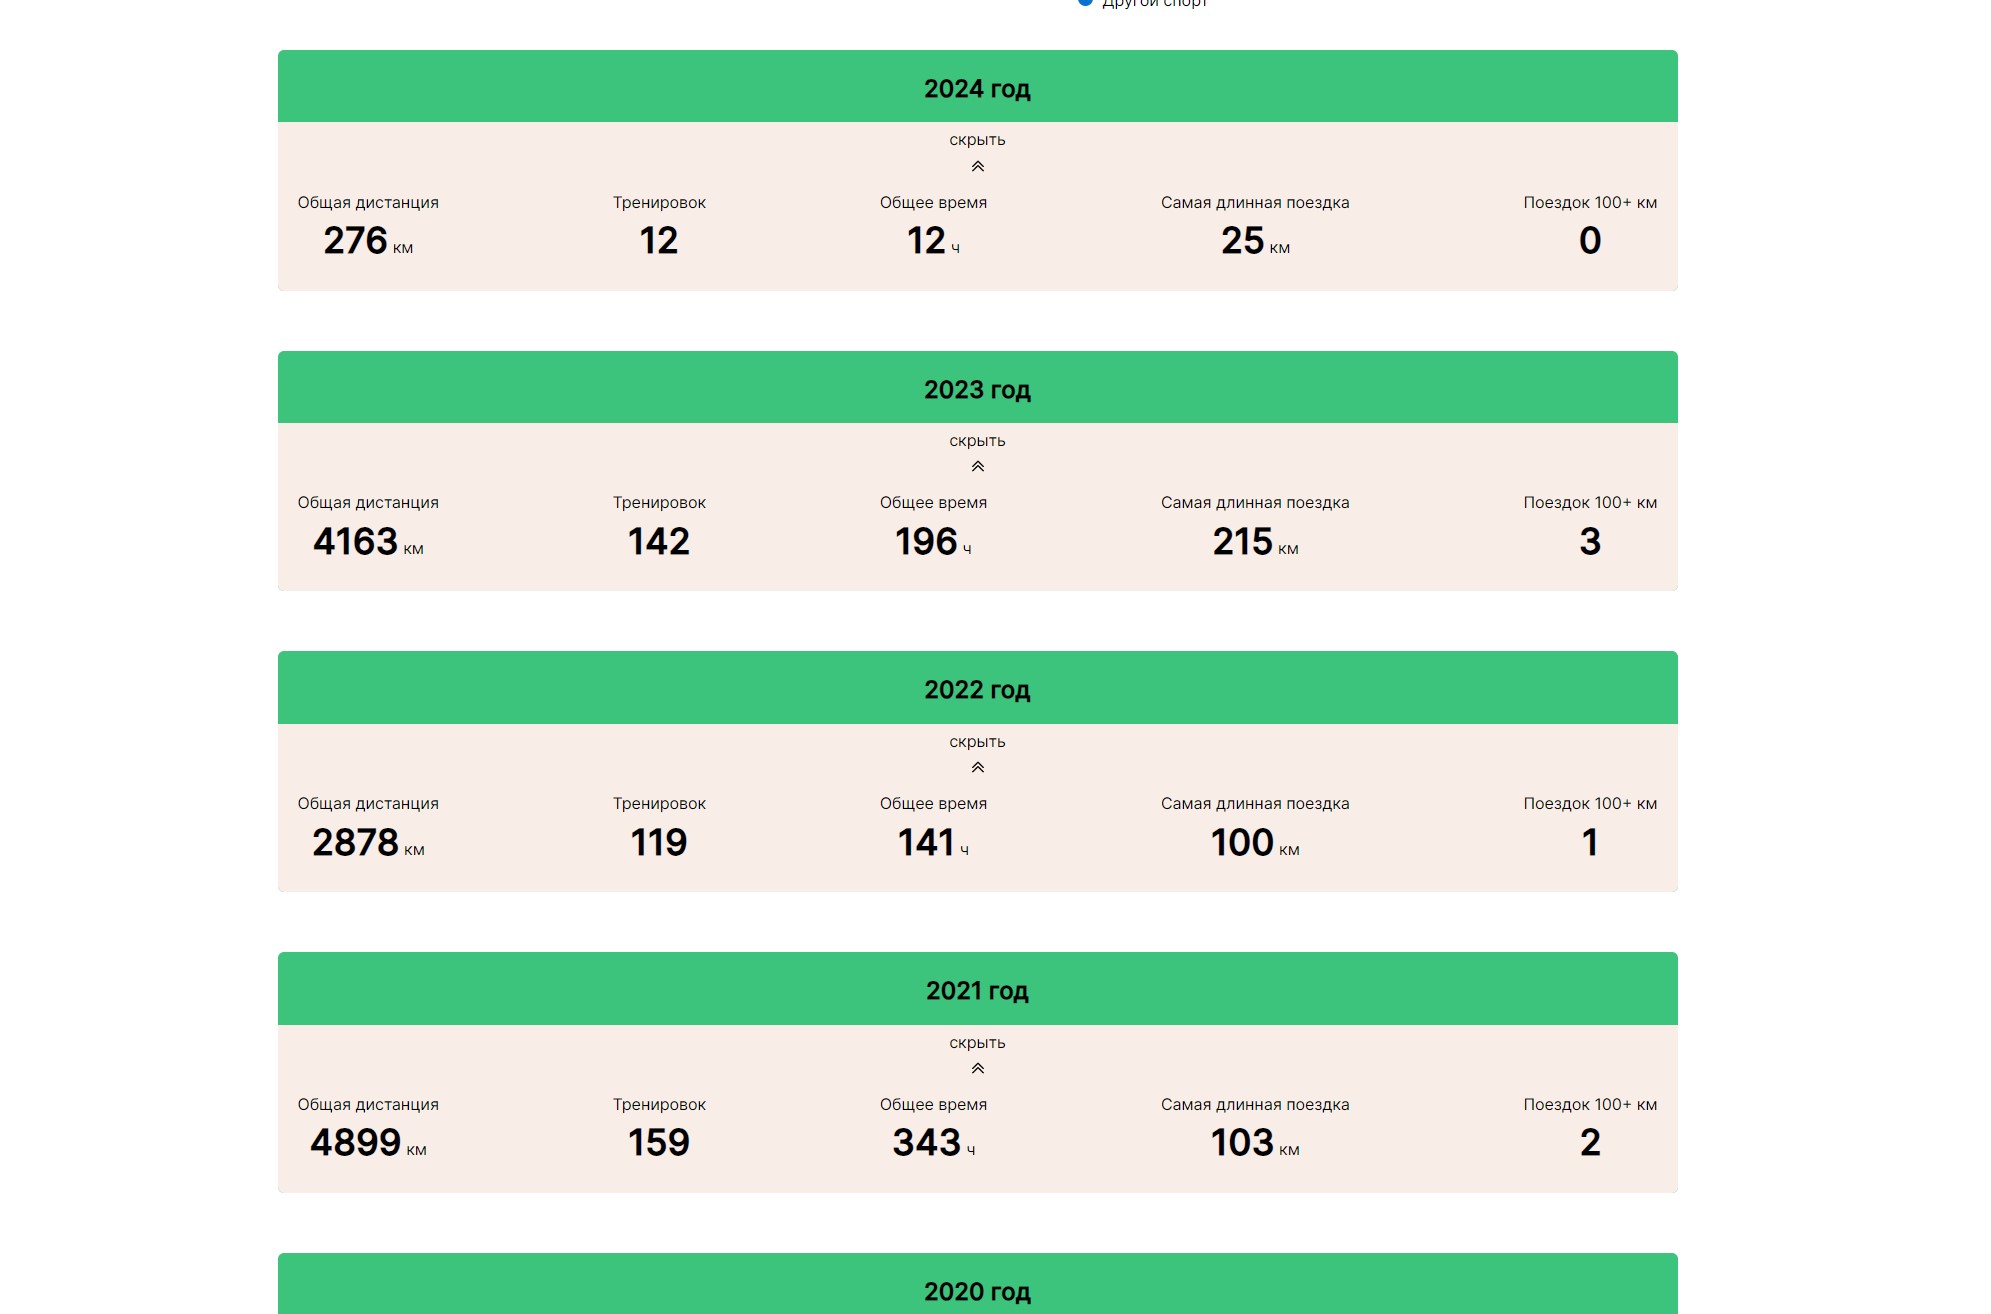 Другой спорт
2024 год
скрыть
Общая дистанция Тренировок Общее время Самая длинная поездка Поездок 100+ км
276 км 12 12 ч 25 км 0
2023 год
скрыть
Общая дистанция Тренировок Общее время Самая длинная поездка Поездок 100+ км
4163 км 142 196 ч 215 км 3
2022 год
скрыть
Общая дистанция Тренировок Общее время Самая длинная поездка Поездок 100+ км
2878 км 119 141 ч 100 км 1
2021 год
скрыть
Общая дистанция Тренировок Общее время Самая длинная поездка Поездок 100+ км
4899 км 159 343 ч 103 км 2
2020 год